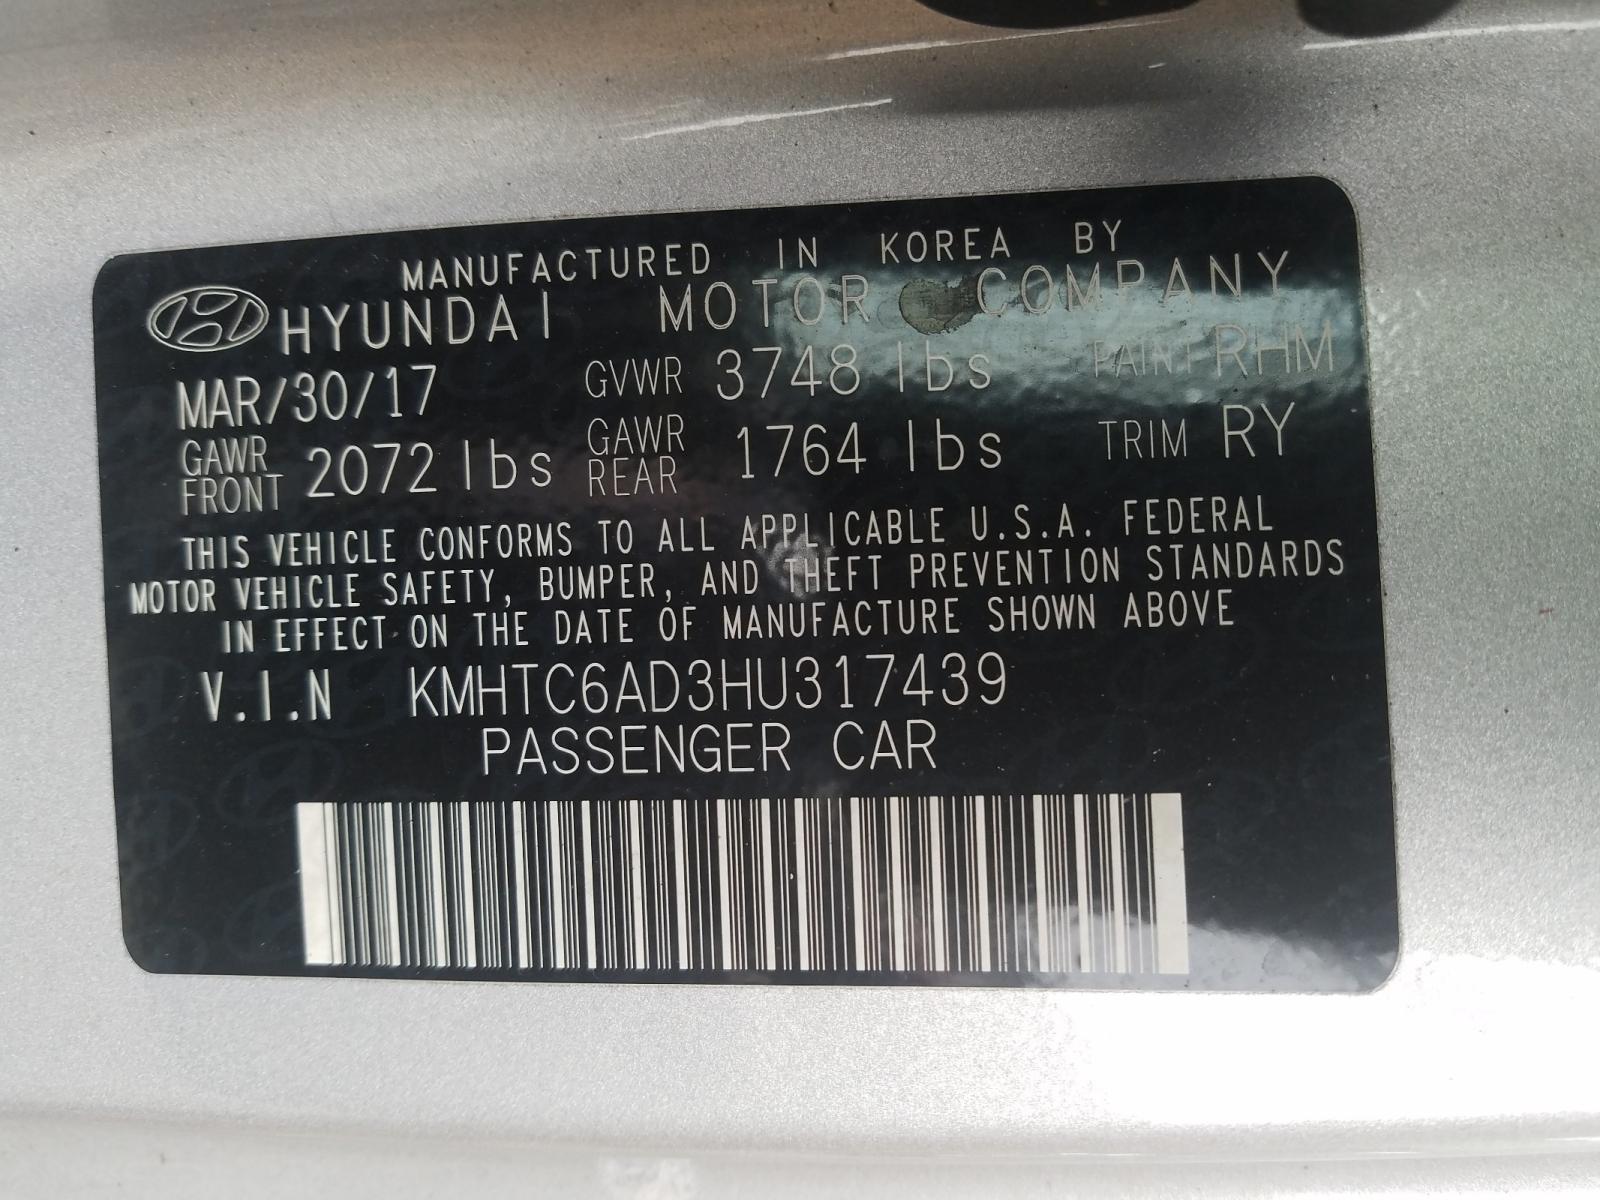 MANUFACTURED IN KOREA BY
HYUNDAI MOTOR COMPANY
MAR/30/17 GVWR 3748 lbs PAINT RHM
GAWR FRONT 2072 lbs GAWR REAR 1764 lbs TRIM RY
THIS VEHICLE CONFORMS TO ALL APPLICABLE U.S.A. FEDERAL
MOTOR VEHICLE SAFETY, BUMPER, AND THEFT PREVENTION STANDARDS
IN EFFECT ON THE DATE OF MANUFACTURE SHOWN ABOVE
V.I.N KMHTC6AD3HU317439
PASSENGER CAR